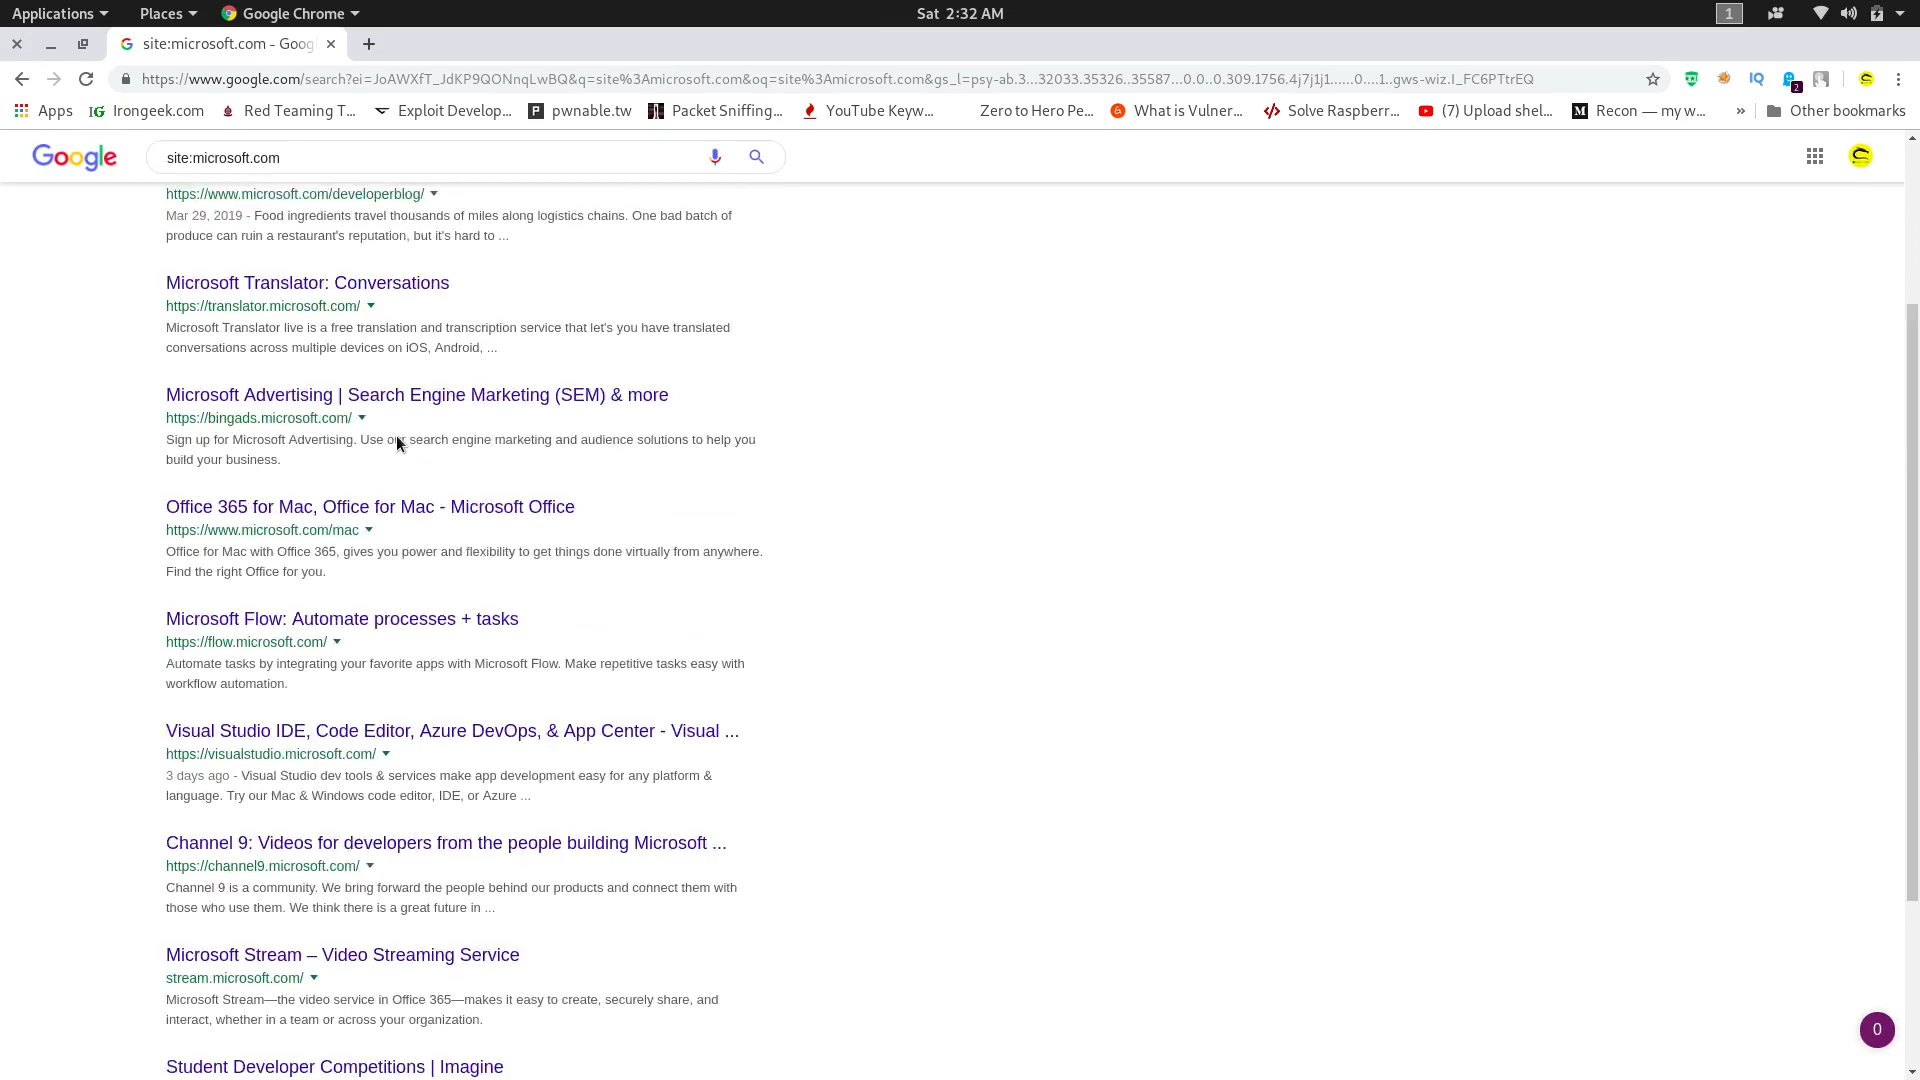 Applications Places Google Chrome Sat 2:32 AM 1
site:microsoft.com - Goog
https://www.google.com/search?ei=JoAWXfT_JdKP9QONnqLwBQ&q=site%3Amicrosoft.com&oq=site%3Amicrosoft.com&gs_l=psy-ab.3...32033.35326..35587...0.0..0.309.1756.4j7j1j1......0....1..gws-wiz.I_FC6PTtrEQ IQ 2
Apps IG Irongeek.com Red Teaming T... Exploit Develop... P pwnable.tw Packet Sniffing... YouTube Keyw... Zero to Hero Pe... What is Vulner... Solve Raspberr... (7) Upload shel... M Recon — my w... » Other bookmarks
Google site:microsoft.com
https://www.microsoft.com/developerblog/
Mar 29, 2019 - Food ingredients travel thousands of miles along logistics chains. One bad batch of
produce can ruin a restaurant's reputation, but it's hard to ...
Microsoft Translator: Conversations
https://translator.microsoft.com/
Microsoft Translator live is a free translation and transcription service that let's you have translated
conversations across multiple devices on iOS, Android, ...
Microsoft Advertising | Search Engine Marketing (SEM) & more
https://bingads.microsoft.com/
Sign up for Microsoft Advertising. Use our search engine marketing and audience solutions to help you
build your business.
Office 365 for Mac, Office for Mac - Microsoft Office
https://www.microsoft.com/mac
Office for Mac with Office 365, gives you power and flexibility to get things done virtually from anywhere.
Find the right Office for you.
Microsoft Flow: Automate processes + tasks
https://flow.microsoft.com/
Automate tasks by integrating your favorite apps with Microsoft Flow. Make repetitive tasks easy with
workflow automation.
Visual Studio IDE, Code Editor, Azure DevOps, & App Center - Visual ...
https://visualstudio.microsoft.com/
3 days ago - Visual Studio dev tools & services make app development easy for any platform &
language. Try our Mac & Windows code editor, IDE, or Azure ...
Channel 9: Videos for developers from the people building Microsoft ...
https://channel9.microsoft.com/
Channel 9 is a community. We bring forward the people behind our products and connect them with
those who use them. We think there is a great future in ...
Microsoft Stream – Video Streaming Service
stream.microsoft.com/
Microsoft Stream—the video service in Office 365—makes it easy to create, securely share, and
interact, whether in a team or across your organization.
0
Student Developer Competitions | Imagine